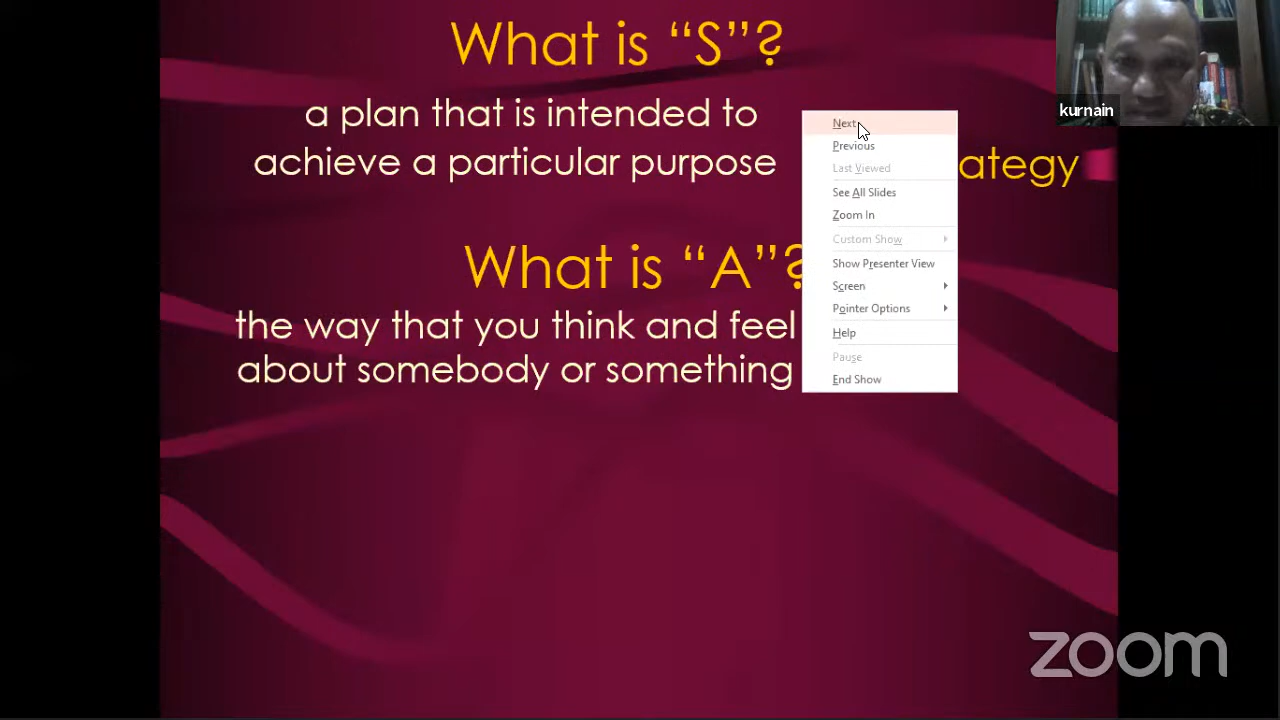 What is “S”?
a plan that is intended to
achieve a particular purpose
ategy
What is “A”?
the way that you think and feel
about somebody or something
Next
Previous
Last Viewed
See All Slides
Zoom In
Custom Show
Show Presenter View
Screen
Pointer Options
Help
Pause
End Show
kurnain
zoom